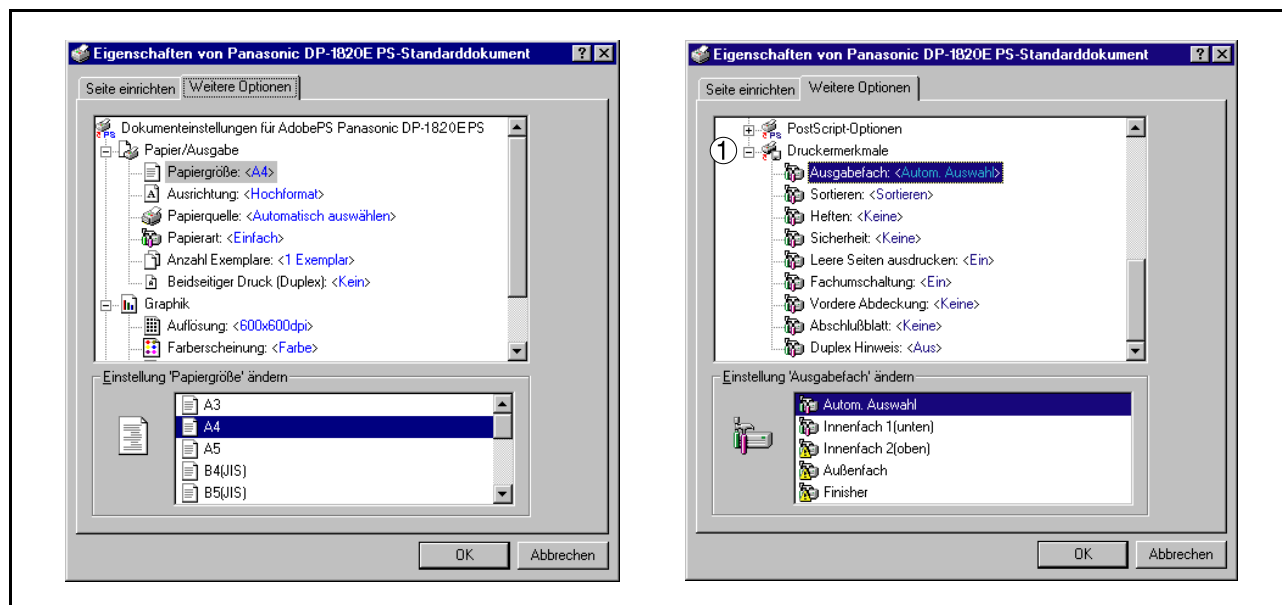 Eigenschaften von Panasonic DP-1820E PS-Standarddokument
Seite einrichten
Weitere Optionen
Dokumenteinstellungen für AdobePS Panasonic DP-1820E PS
Papier/Ausgabe
Papiergröße: <A4>
Ausrichtung: <Hochformat>
Papierquelle: <Automatisch auswählen>
Papierart: <Einfach>
Anzahl Exemplare: <1 Exemplar>
Beidseitiger Druck (Duplex): <Kein>
Graphik
Auflösung: <600x600dpi>
Farberscheinung: <Farbe>
Einstellung 'Papiergröße' ändern
A3
A4
A5
B4(JIS)
B5(JIS)
OK
Abbrechen
Eigenschaften von Panasonic DP-1820E PS-Standarddokument
Seite einrichten
Weitere Optionen
PostScript-Optionen
① Druckermerkmale
Ausgabefach: <Autom. Auswahl>
Sortieren: <Sortieren>
Heften: <Keine>
Sicherheit: <Keine>
Leere Seiten ausdrucken: <Ein>
Fachumschaltung: <Ein>
Vordere Abdeckung: <Keine>
Abschlußblatt: <Keine>
Duplex Hinweis: <Aus>
Einstellung 'Ausgabefach' ändern
Autom. Auswahl
Innenfach 1(unten)
Innenfach 2(oben)
Außenfach
Finisher
OK
Abbrechen